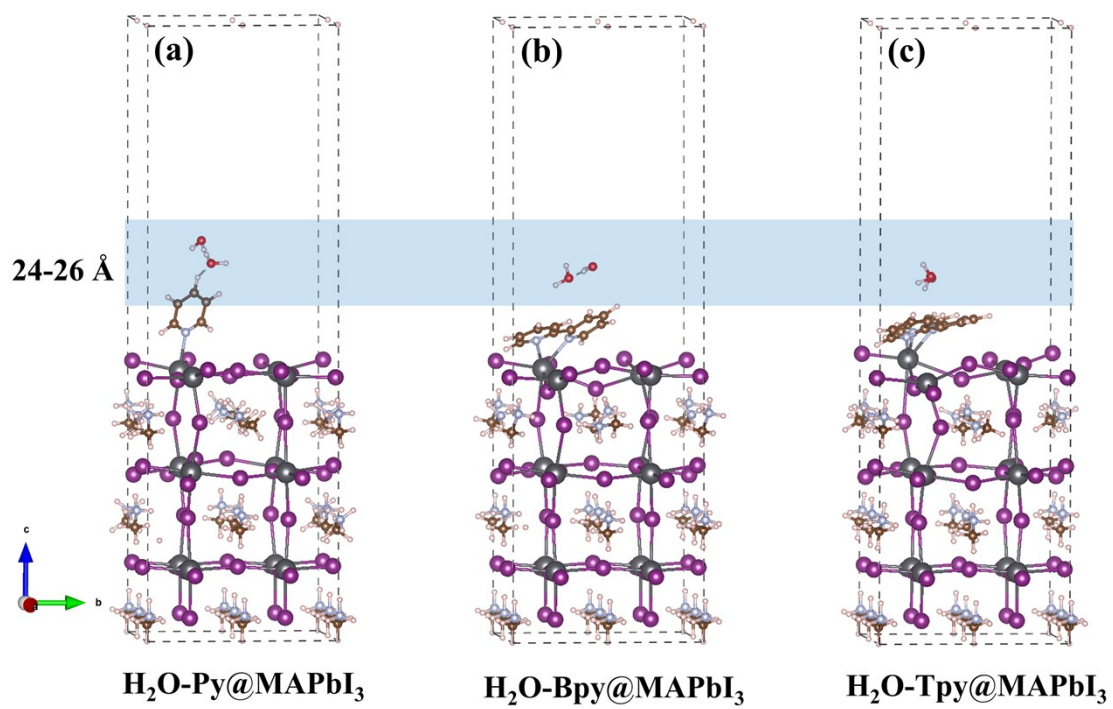 (a)
(b)
(c)
24-26 Å
c
a
b
H₂O-Py@MAPbI₃
H₂O-Bpy@MAPbI₃
H₂O-Tpy@MAPbI₃